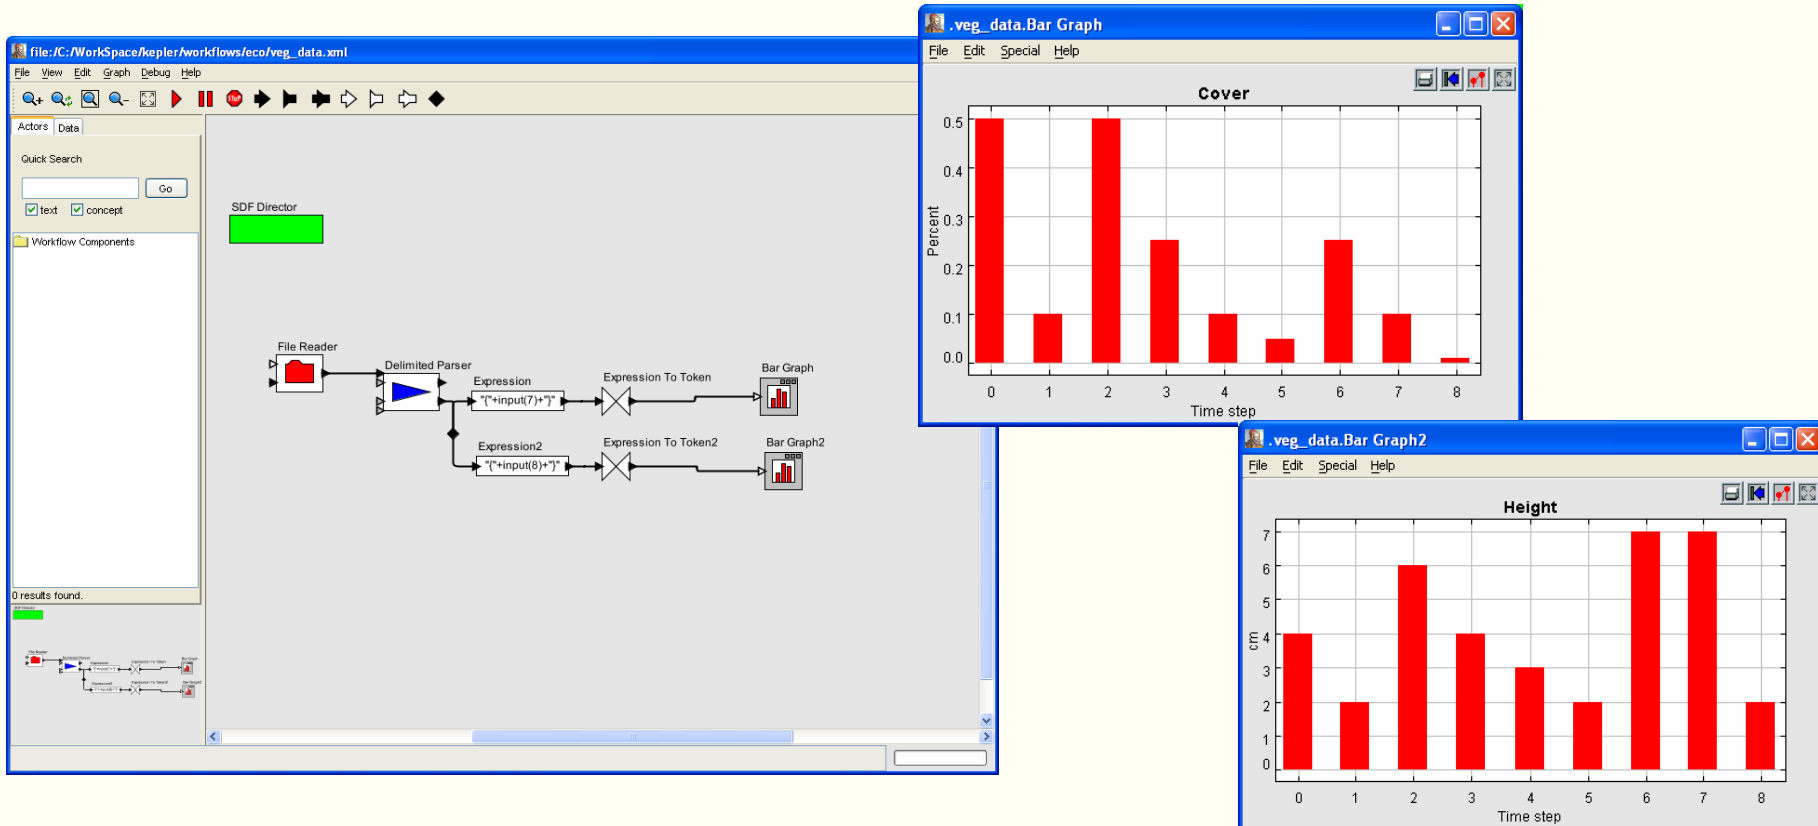 file:/C:/WorkSpace/kepler/workflows/eco/veg_data.xml
File View Edit Graph Debug Help
STOP
Actors Data
Quick Search
Go
text concept
Workflow Components
0 results found.
SDF Director
File Reader
Delimited Parser
Expression
"{"+input(7)+"}"
Expression To Token
Bar Graph
Expression2
"{"+input(8)+"}"
Expression To Token2
Bar Graph2
.veg_data.Bar Graph
File Edit Special Help
Cover
Percent
0.5
0.4
0.3
0.2
0.1
0.0
0 1 2 3 4 5 6 7 8
Time step
.veg_data.Bar Graph2
File Edit Special Help
Height
cm
7
6
5
4
3
2
1
0
0 1 2 3 4 5 6 7 8
Time step